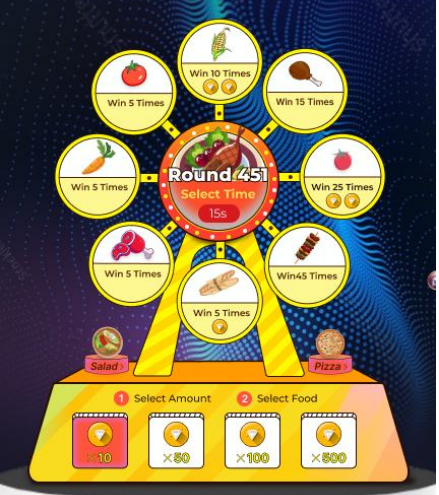 Win 10 Times
Win 5 Times
Win 15 Times
Round 451
Select Time
15s
Win 5 Times
Win 25 Times
Win 5 Times
Win45 Times
Win 5 Times
Salad
Pizza
1 Select Amount 2 Select Food
×10 ×50 ×100 ×500